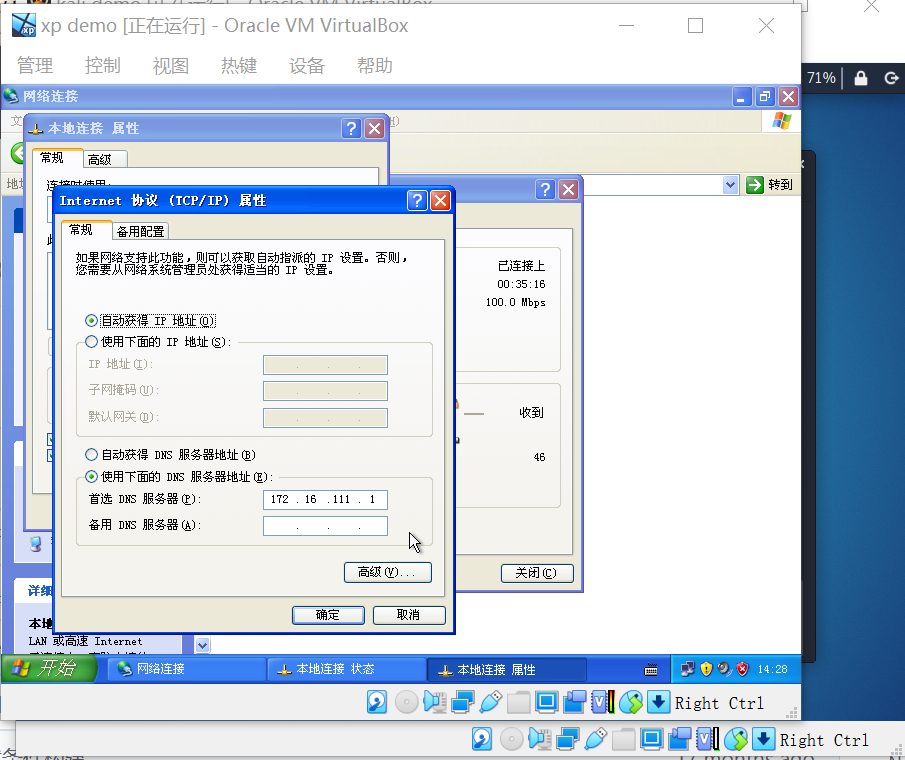 xp demo [正在运行] - Oracle VM VirtualBox
管理 控制 视图 热键 设备 帮助
71%
网络连接
本地连接 属性
常规 高级
转到
Internet 协议 (TCP/IP) 属性
常规 备用配置
如果网络支持此功能,则可以获取自动指派的 IP 设置。否则,
您需要从网络系统管理员处获得适当的 IP 设置。
自动获得 IP 地址(O)
使用下面的 IP 地址(S):
IP 地址(I):
子网掩码(U):
默认网关(D):
自动获得 DNS 服务器地址(B)
使用下面的 DNS 服务器地址(E):
首选 DNS 服务器(P): 172 . 16 .111 . 1
备用 DNS 服务器(A):
高级(V)...
确定 取消
已连接上
00:35:16
100.0 Mbps
收到
46
关闭(C)
详细
本地
LAN 或高速 Internet
开始 网络连接 本地连接 状态 本地连接 属性 14:28
Right Ctrl
Right Ctrl